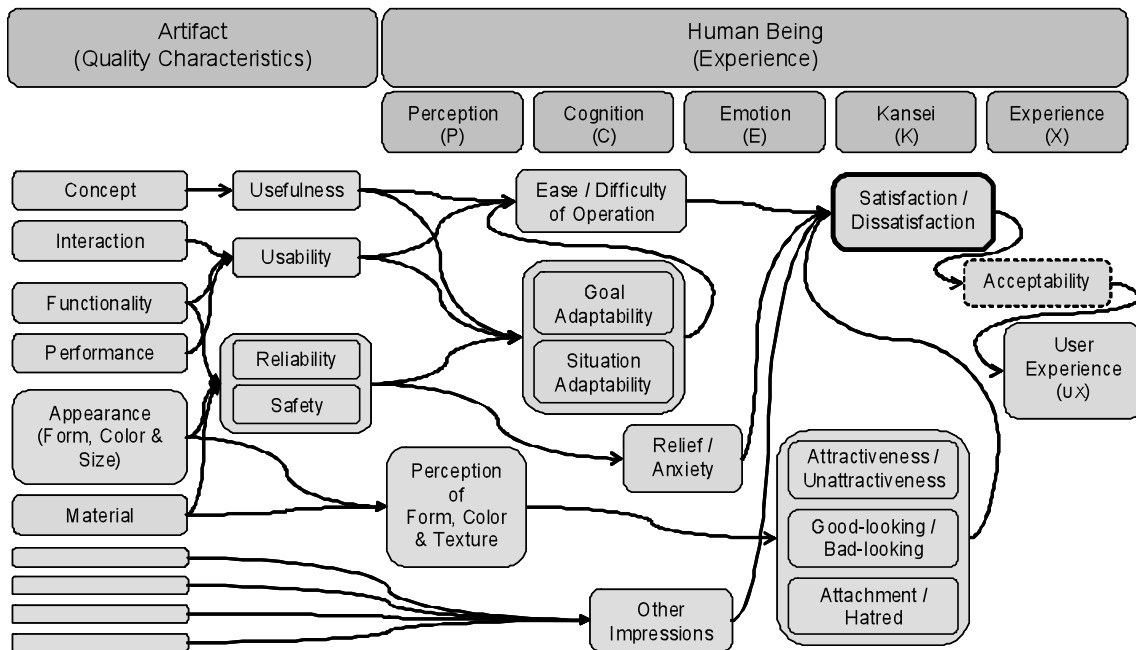 Artifact
(Quality Characteristics)
Human Being
(Experience)
Perception
(P)
Cognition
(C)
Emotion
(E)
Kansei
(K)
Experience
(X)
Concept
Usefulness
Ease / Difficulty
of Operation
Satisfaction /
Dissatisfaction
Interaction
Usability
Acceptability
Functionality
Goal
Adaptability
Performance
Reliability
Situation
Adaptability
User
Experience
(UX)
Safety
Appearance
(Form, Color &
Size)
Relief /
Anxiety
Attractiveness /
Unattractiveness
Material
Perception
of
Form, Color
& Texture
Good-looking /
Bad-looking
Other
Impressions
Attachment /
Hatred